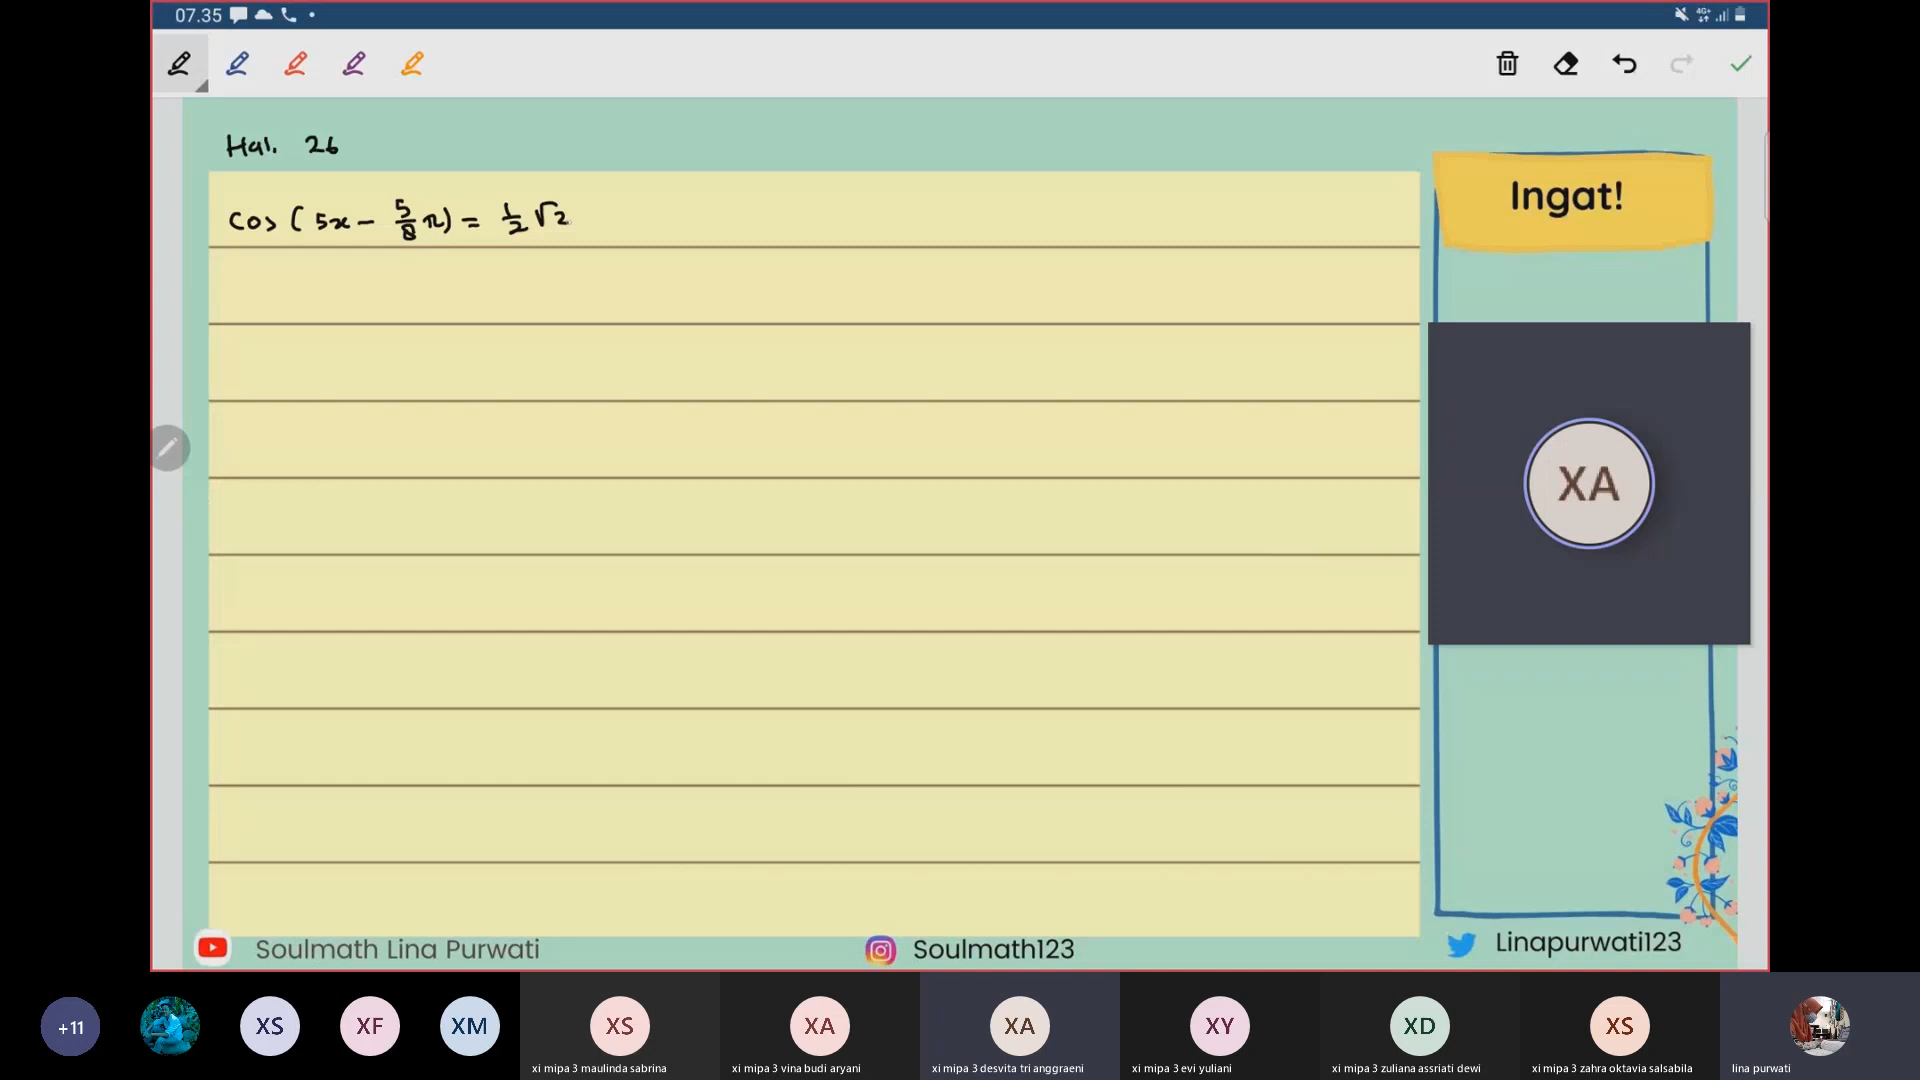 07.35
4G+
Hal. 26
cos (5x - 5/8 π) = 1/2 √2
Ingat!
XA
Soulmath Lina Purwati
Soulmath123
Linapurwati123
+11
XS
XF
XM
XS
xi mipa 3 maulinda sabrina
XA
xi mipa 3 vina budi aryani
XA
xi mipa 3 desvita tri anggraeni
XY
xi mipa 3 evi yuliani
XD
xi mipa 3 zuliana assriati dewi
XS
xi mipa 3 zahra oktavia salsabila
lina purwati